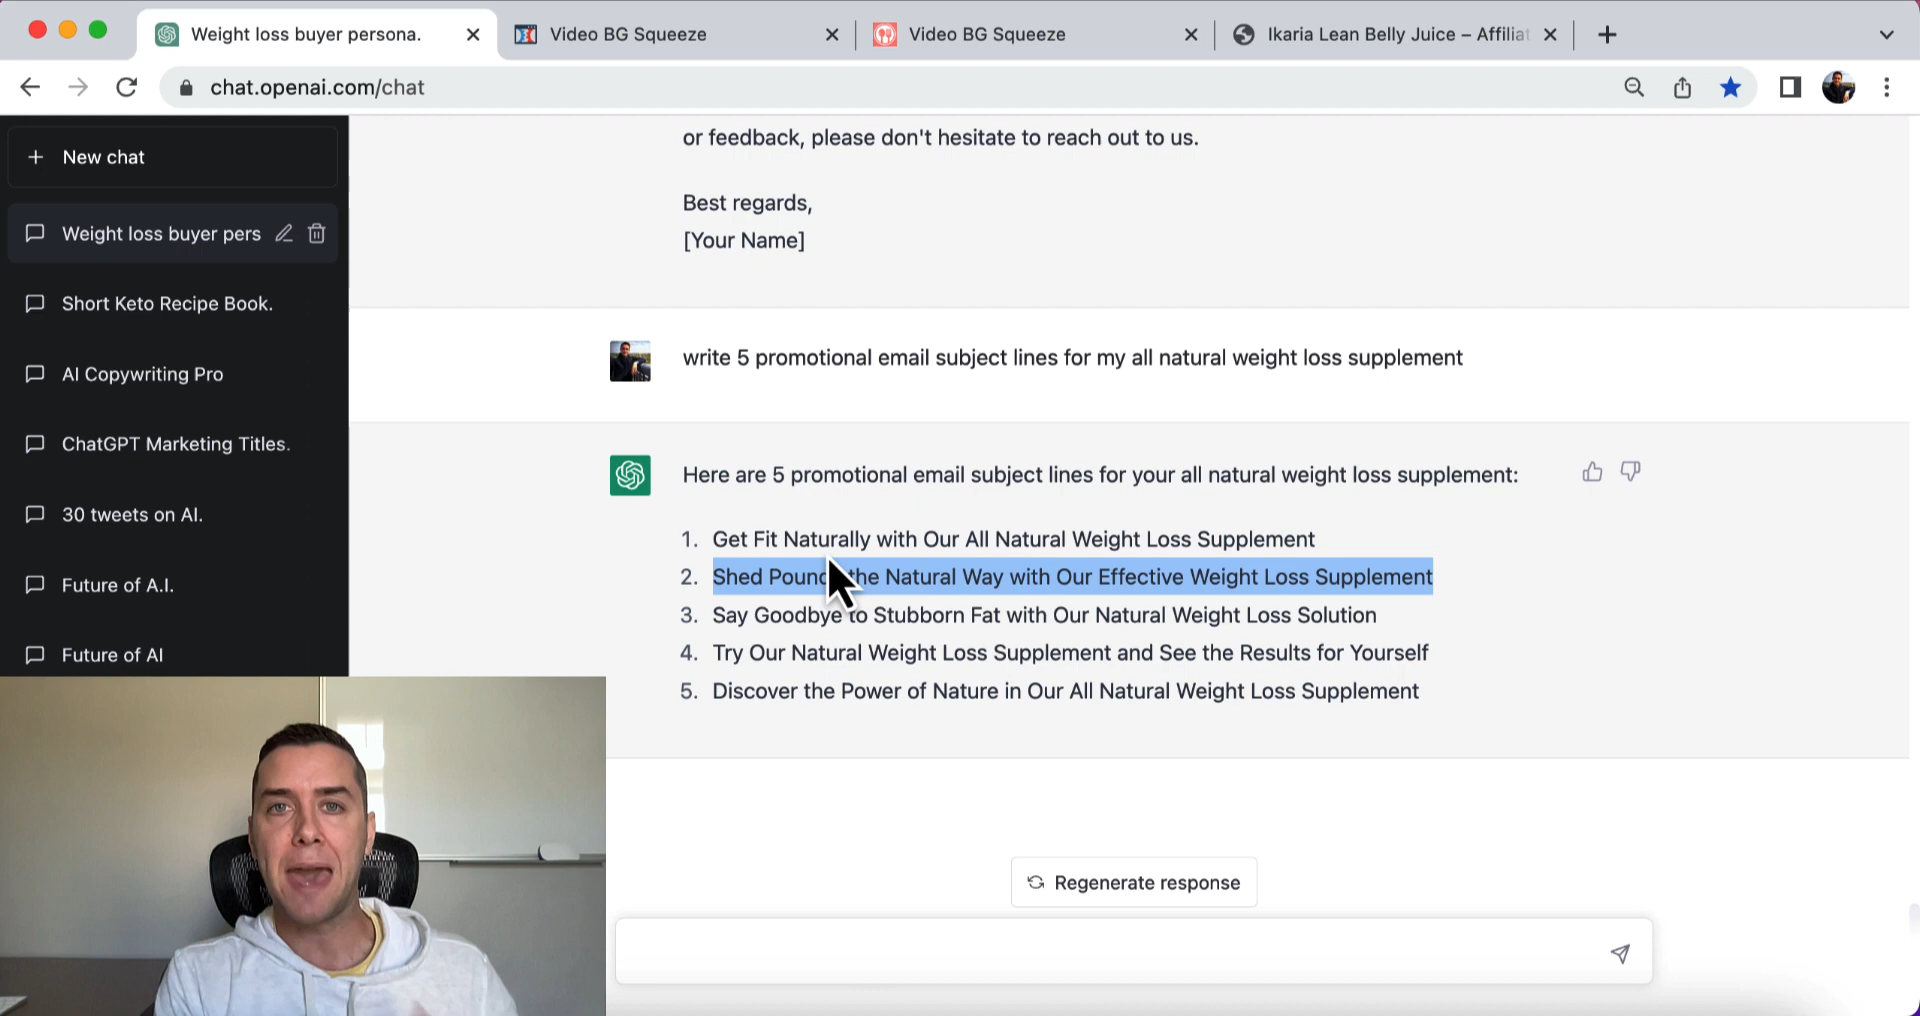 Weight loss buyer persona.
Video BG Squeeze
Video BG Squeeze
Ikaria Lean Belly Juice – Affiliat
chat.openai.com/chat
New chat
Weight loss buyer pers
Short Keto Recipe Book.
AI Copywriting Pro
ChatGPT Marketing Titles.
30 tweets on AI.
Future of A.I.
Future of AI
or feedback, please don't hesitate to reach out to us.
Best regards,
[Your Name]
write 5 promotional email subject lines for my all natural weight loss supplement
Here are 5 promotional email subject lines for your all natural weight loss supplement:
1. Get Fit Naturally with Our All Natural Weight Loss Supplement
2. Shed Pounds the Natural Way with Our Effective Weight Loss Supplement
3. Say Goodbye to Stubborn Fat with Our Natural Weight Loss Solution
4. Try Our Natural Weight Loss Supplement and See the Results for Yourself
5. Discover the Power of Nature in Our All Natural Weight Loss Supplement
Regenerate response